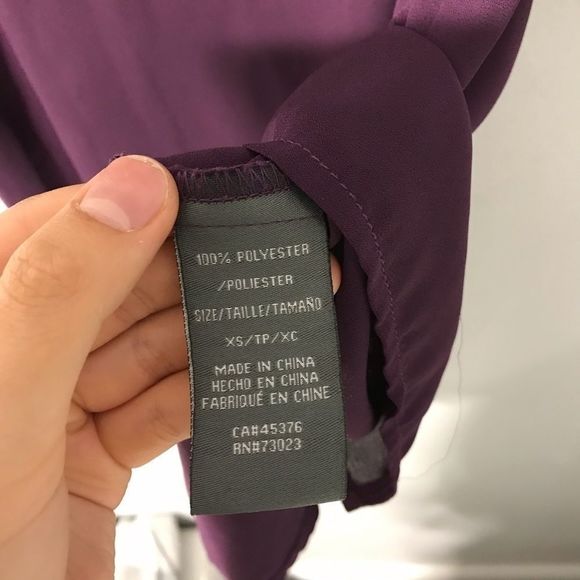 100% POLYESTER
/POLIESTER
SIZE/TAILLE/TAMAÑO
XS/TP/XC
MADE IN CHINA
HECHO EN CHINA
FABRIQUÉ EN CHINE
CA#45376
RN#73023